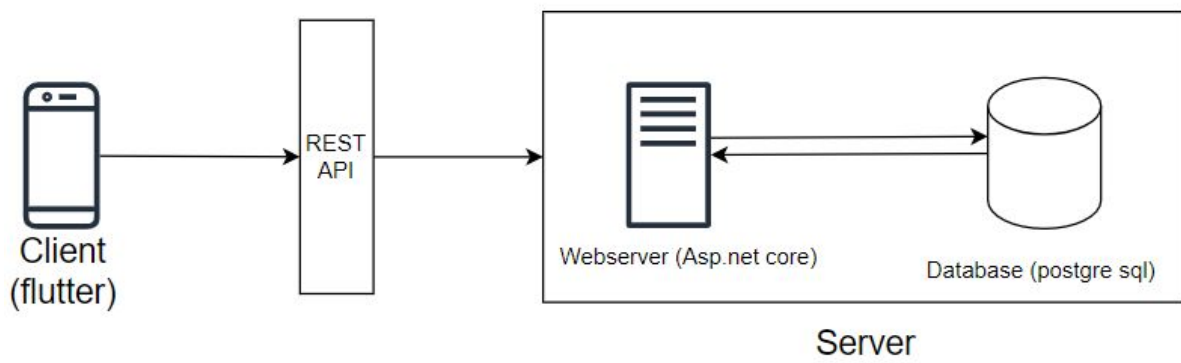 Client
(flutter)
REST
API
Webserver (Asp.net core)
Database (postgre sql)
Server